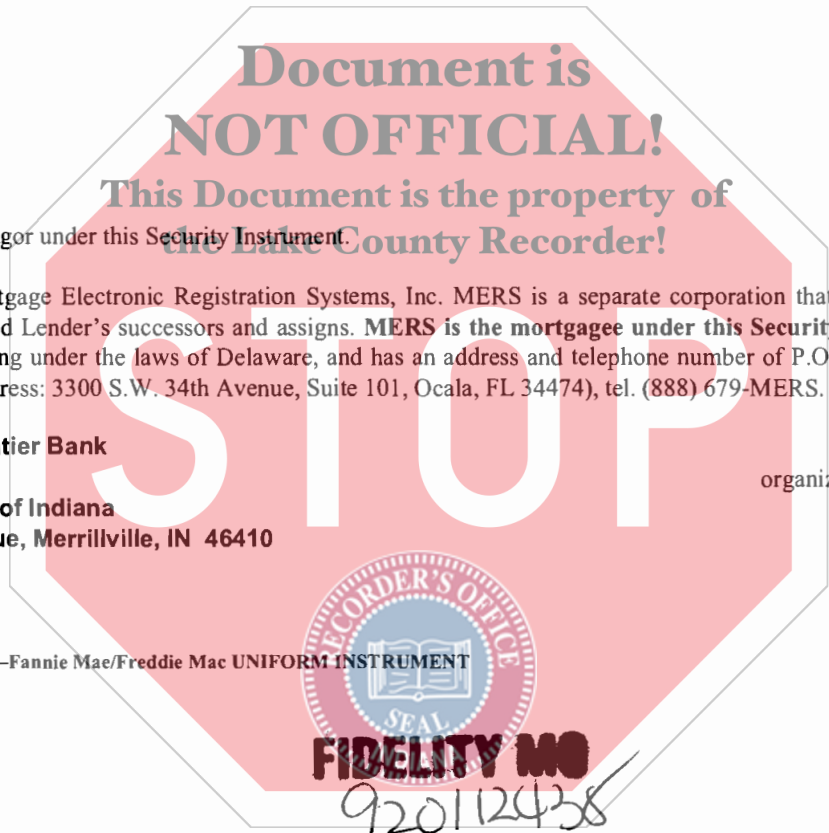 Document is
NOT OFFICIAL!
This Document is the property of
the Lake County Recorder!
gor under this Security Instrument.
tgage Electronic Registration Systems, Inc. MERS is a separate corporation that
d Lender's successors and assigns. MERS is the mortgagee under this Security
ng under the laws of Delaware, and has an address and telephone number of P.O
ress: 3300 S.W. 34th Avenue, Suite 101, Ocala, FL 34474), tel. (888) 679-MERS.
STOP
tier Bank
organiz
of Indiana
ue, Merrillville, IN 46410
RECORDER'S OFFICE
SEAL
INDIANA
–Fannie Mae/Freddie Mac UNIFORM INSTRUMENT
FIDELITY MO
920112438